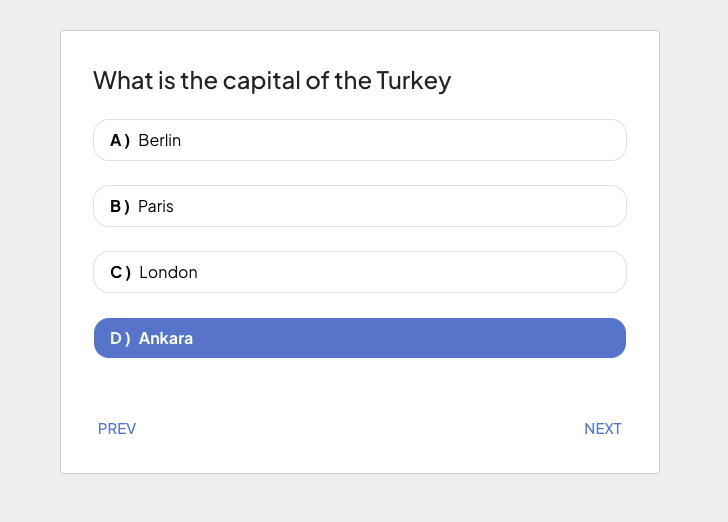 What is the capital of the Turkey
A) Berlin
B) Paris
C) London
D) Ankara
PREV
NEXT